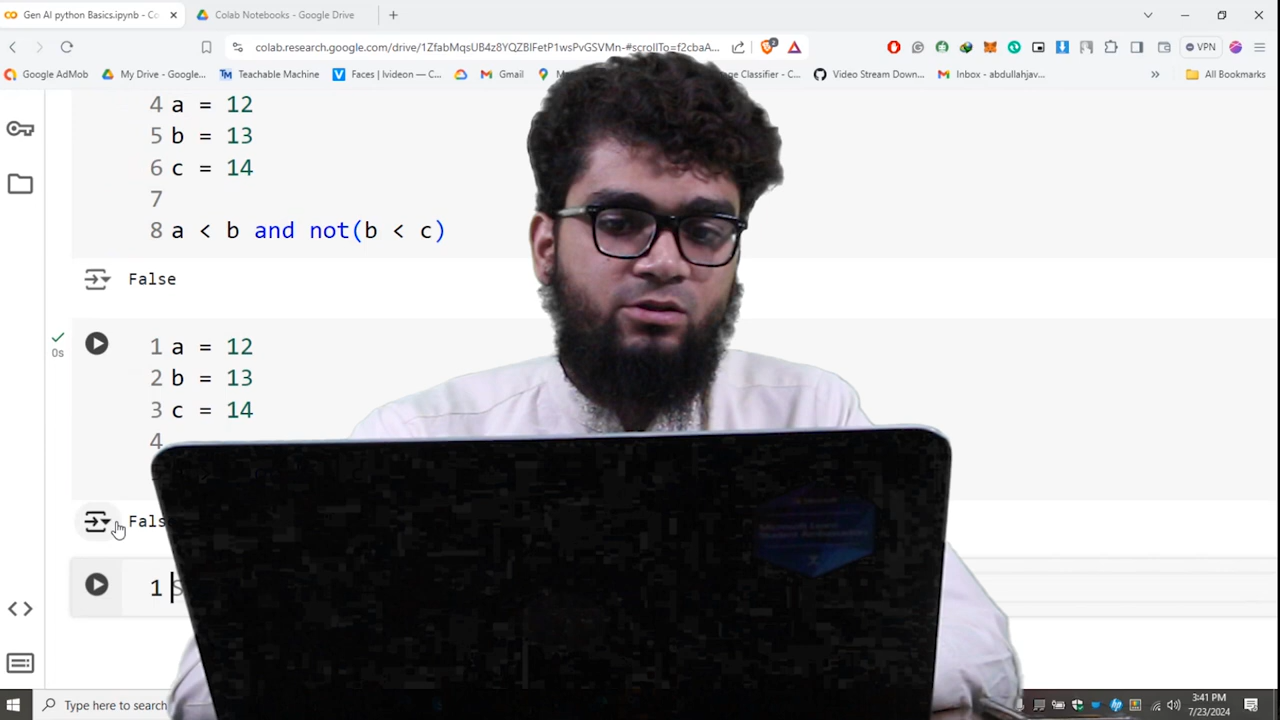 Gen AI python Basics.ipynb - Co
Colab Notebooks - Google Drive
colab.research.google.com/drive/1ZfabMqsUB4z8YQZBIFetP1wsPvGSVMn-#scrollTo=f2cbaA...
VPN
Google AdMob
My Drive - Google...
Teachable Machine
Faces | Ivideon — C...
Gmail
ge Classifier - C...
Video Stream Down...
Inbox - abdullahjav...
All Bookmarks
4 a = 12
5 b = 13
6 c = 14
7
8 a < b and not(b < c)
False
0s
1 a = 12
2 b = 13
3 c = 14
4
Fals
1
Type here to search
3:41 PM
7/23/2024